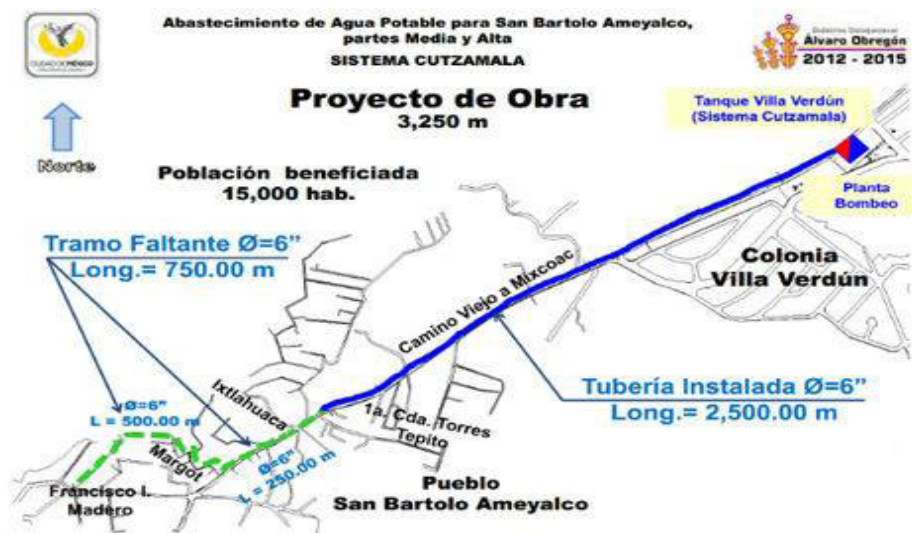 Abastecimiento de Agua Potable para San Bartolo Ameyalco,
partes Media y Alta
SISTEMA CUTZAMALA
CIUDAD DE MÉXICO
Álvaro Obregón
2012 - 2015
Proyecto de Obra
3,250 m
Norte
Tanque Villa Verdún
(Sistema Cutzamala)
Población beneficiada
15,000 hab.
Planta
Bombeo
Tramo Faltante Ø=6”
Long.= 750.00 m
Colonia
Villa Verdún
Camino Viejo a Mixcoac
Tubería Instalada Ø=6”
Long.= 2,500.00 m
Ixtlahuaca
1a. Cda. Torres
Tepito
Ø=6”
L = 500.00 m
Margot
Ø=6”
L = 250.00 m
Francisco I.
Madero
Pueblo
San Bartolo Ameyalco